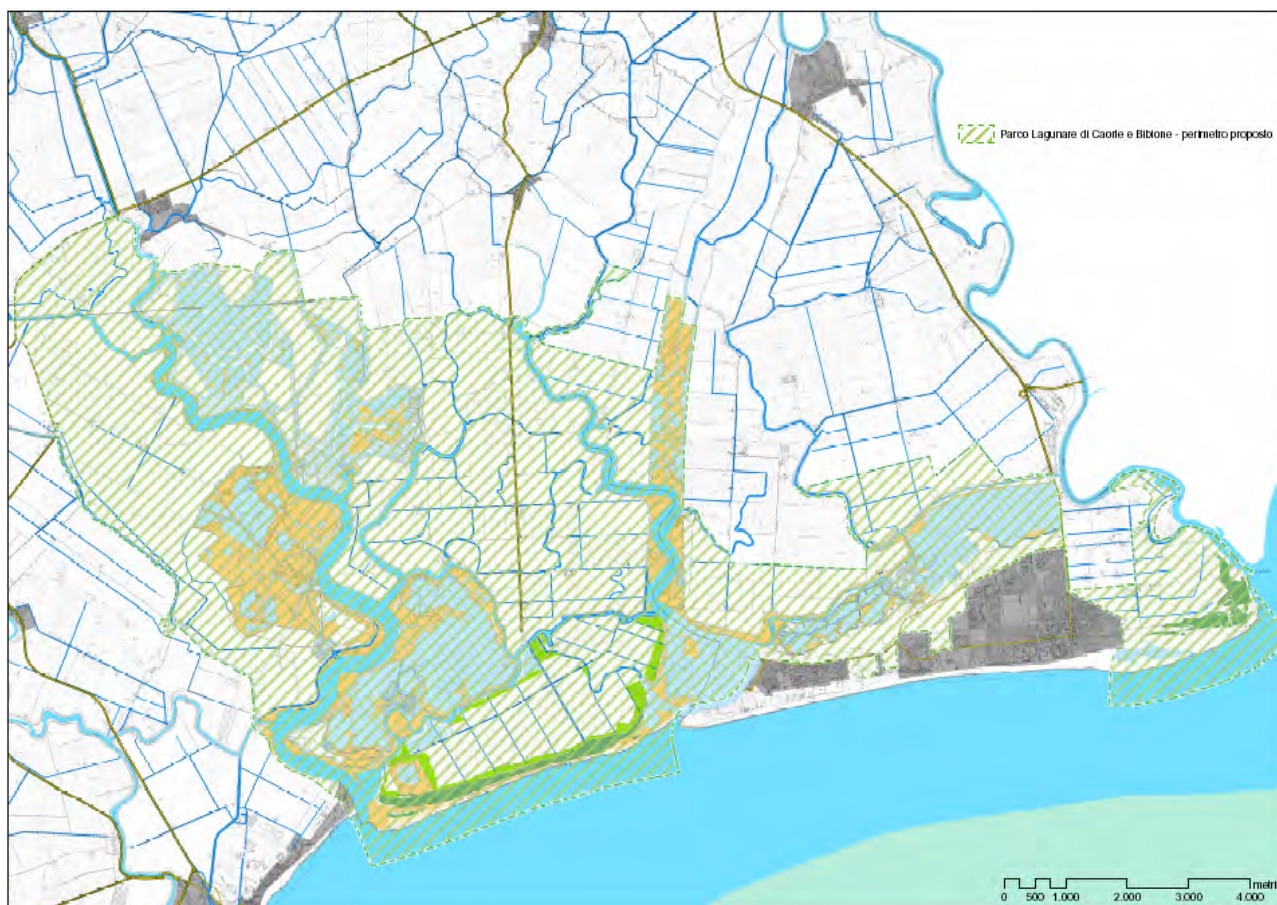 Parco Lagunare di Caorle e Bibione - perimetro proposto
metri
0 500 1.000 2.000 3.000 4.000